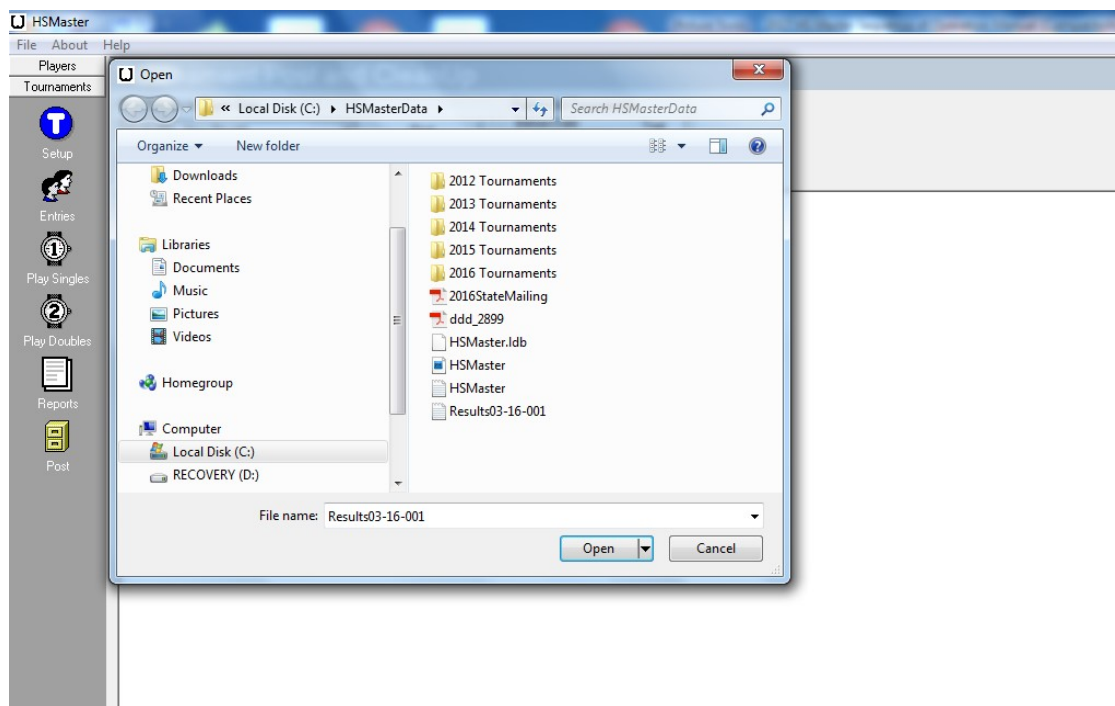 HSMaster
File About Help
Players
Tournaments
Setup
Entries
Play Singles
Play Doubles
Reports
Post
Open
« Local Disk (C:) HSMasterData
Search HSMasterData
Organize New folder
Downloads
Recent Places
Libraries
Documents
Music
Pictures
Videos
Homegroup
Computer
Local Disk (C:)
RECOVERY (D:)
2012 Tournaments
2013 Tournaments
2014 Tournaments
2015 Tournaments
2016 Tournaments
2016StateMailing
ddd_2899
HSMaster.ldb
HSMaster
HSMaster
Results03-16-001
File name: Results03-16-001
Open Cancel